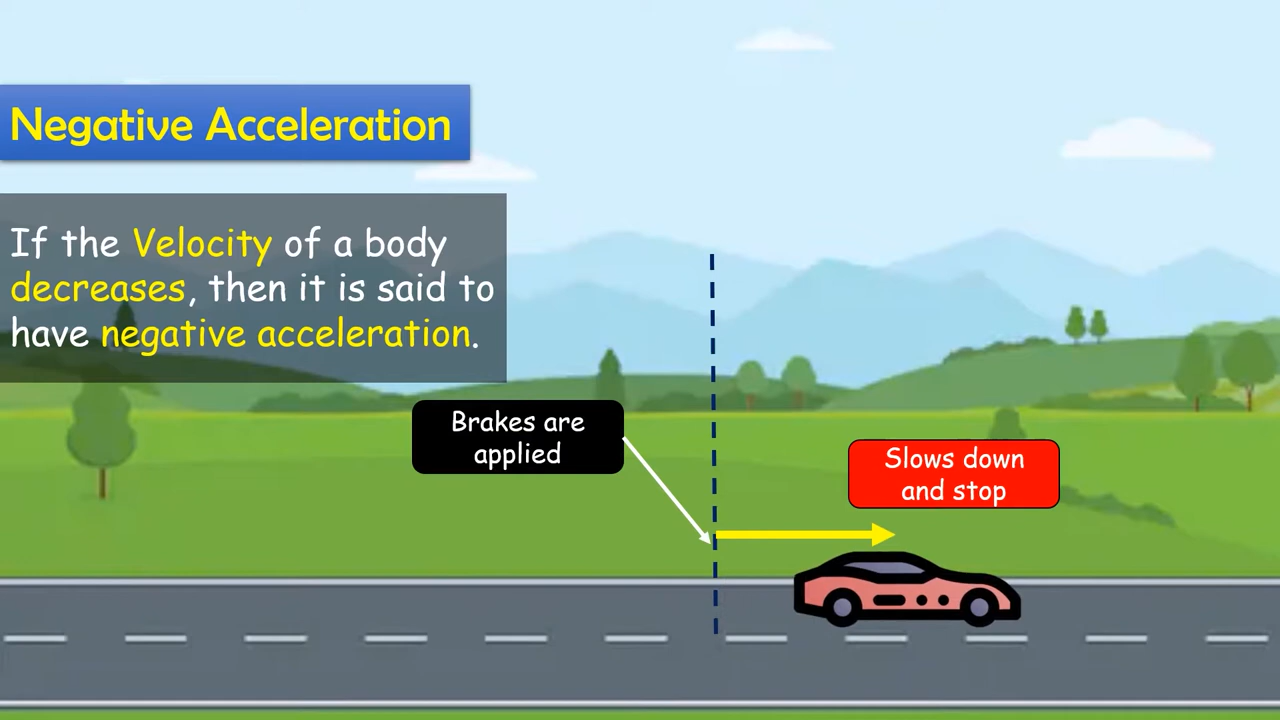 Negative Acceleration
If the Velocity of a body
decreases, then it is said to
have negative acceleration.
Brakes are
applied
Slows down
and stop